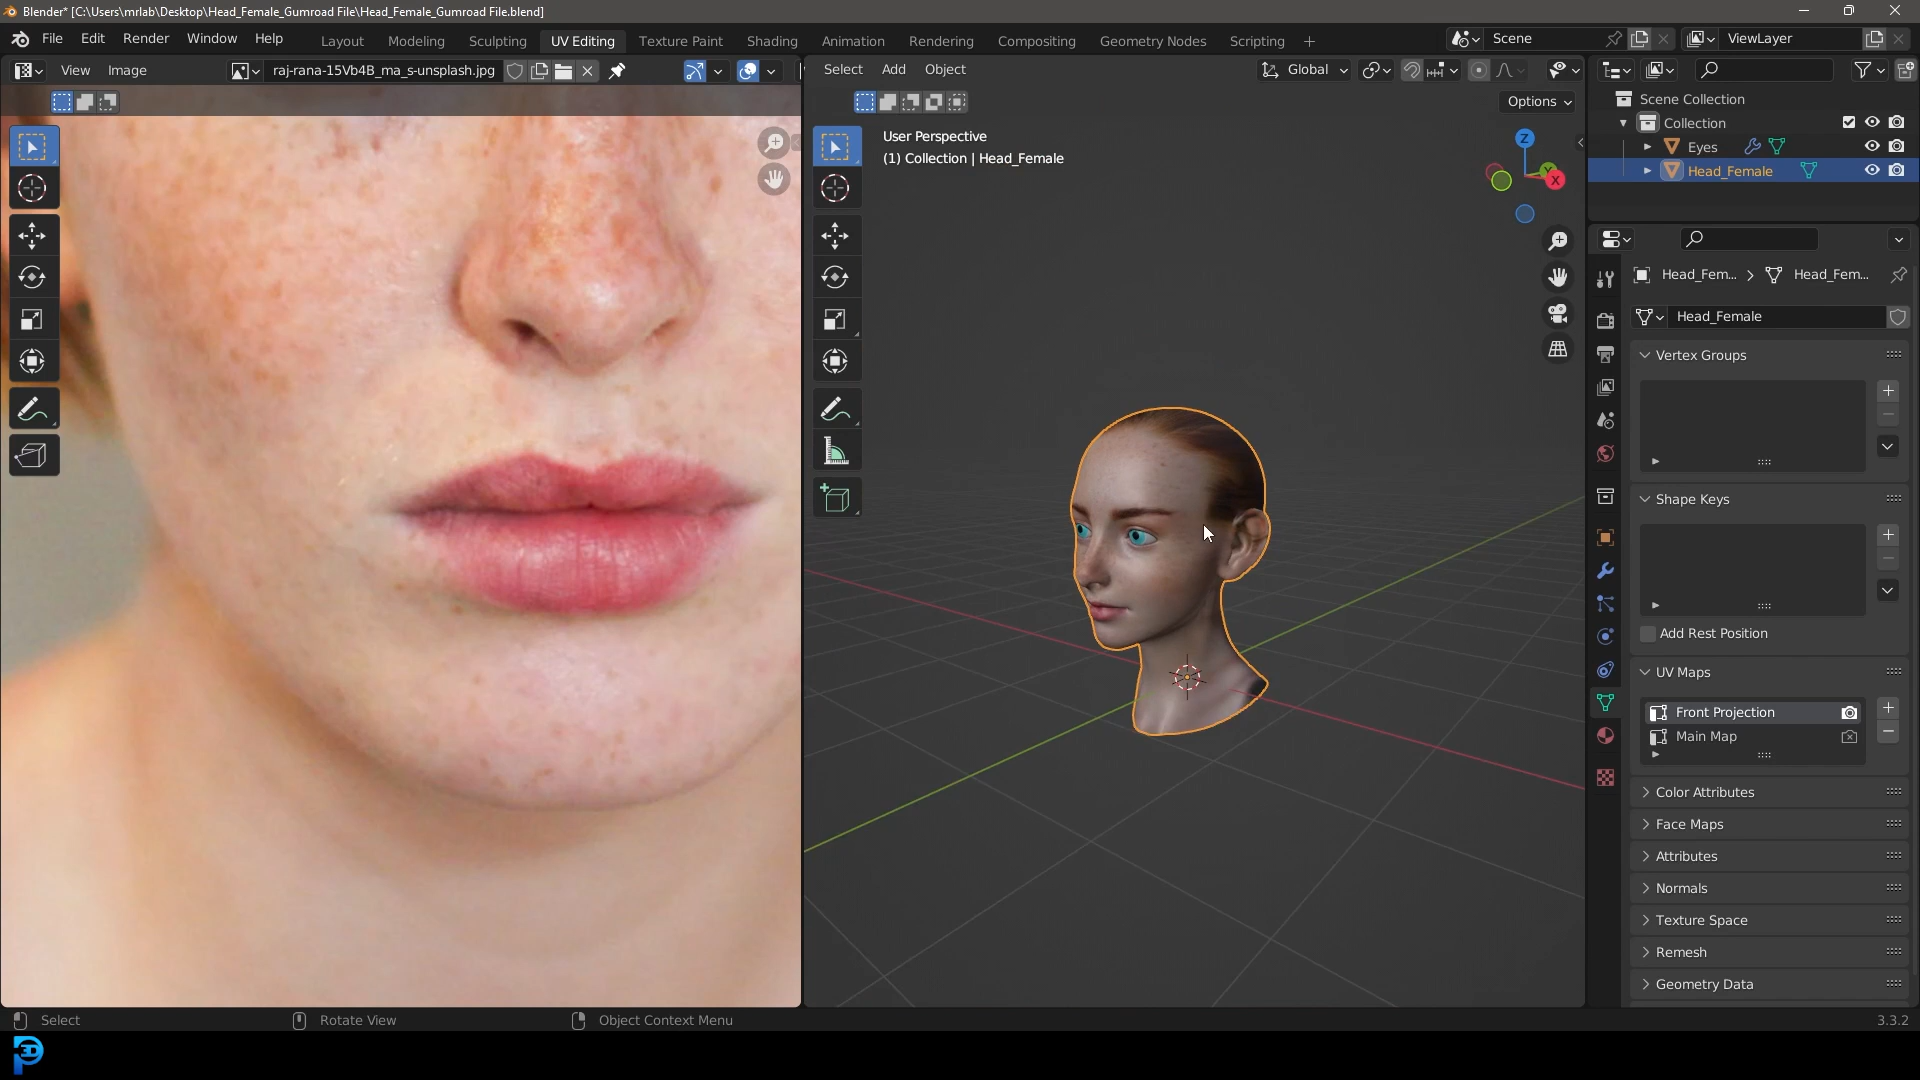 Blender* [C:\Users\mrlab\Desktop\Head_Female_Gumroad File\Head_Female_Gumroad File.blend]
File Edit Render Window Help
Layout Modeling Sculpting UV Editing Texture Paint Shading Animation Rendering Compositing Geometry Nodes Scripting +
Scene
ViewLayer
View Image
raj-rana-15Vb4B_ma_s-unsplash.jpg
Select Add Object
Global
Options
User Perspective
(1) Collection | Head_Female
Z
Y
X
Scene Collection
Collection
Eyes
Head_Female
Head_Fem... > Head_Fem...
Head_Female
Vertex Groups
Shape Keys
Add Rest Position
UV Maps
Front Projection
Main Map
Color Attributes
Face Maps
Attributes
Normals
Texture Space
Remesh
Geometry Data
Select
Rotate View
Object Context Menu
3.3.2
3D